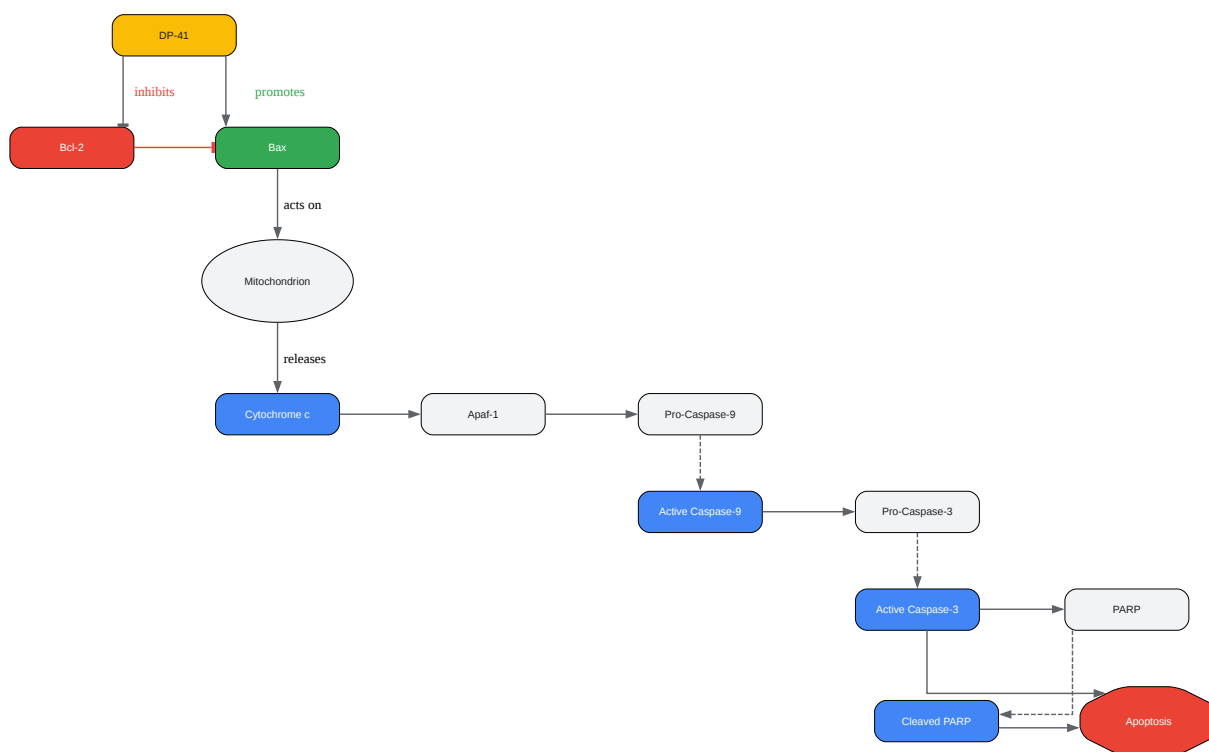 DP-41
inhibits
promotes
Bcl-2
Bax
acts on
Mitochondrion
releases
Cytochrome c
Apaf-1
Pro-Caspase-9
Active Caspase-9
Pro-Caspase-3
Active Caspase-3
PARP
Cleaved PARP
Apoptosis